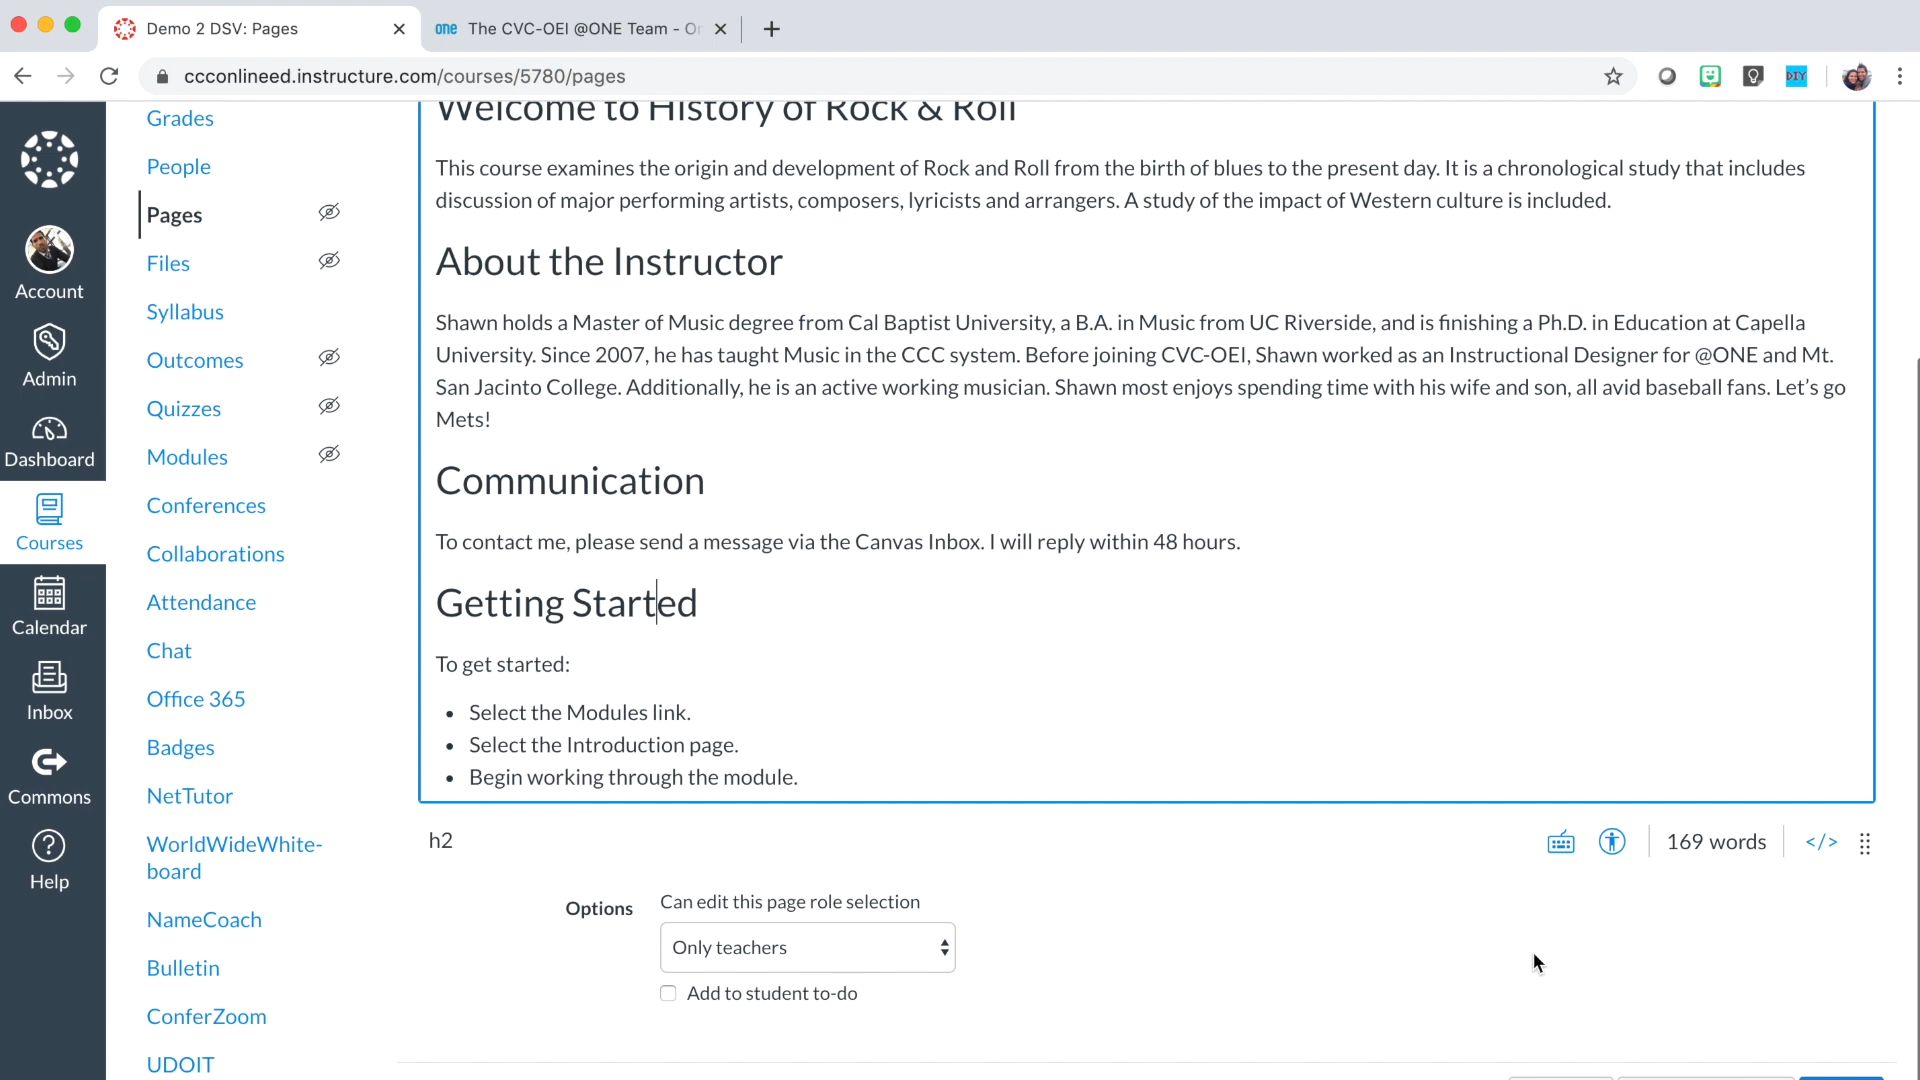 Demo 2 DSV: Pages
one The CVC-OEI @ONE Team - Or
ccconlineed.instructure.com/courses/5780/pages
DIY
Account
Admin
Dashboard
Courses
Calendar
Inbox
Commons
Help
Grades
People
Pages
Files
Syllabus
Outcomes
Quizzes
Modules
Conferences
Collaborations
Attendance
Chat
Office 365
Badges
NetTutor
WorldWideWhite-
board
NameCoach
Bulletin
ConferZoom
UDOIT
Welcome to History of Rock & Roll
This course examines the origin and development of Rock and Roll from the birth of blues to the present day. It is a chronological study that includes
discussion of major performing artists, composers, lyricists and arrangers. A study of the impact of Western culture is included.
About the Instructor
Shawn holds a Master of Music degree from Cal Baptist University, a B.A. in Music from UC Riverside, and is finishing a Ph.D. in Education at Capella
University. Since 2007, he has taught Music in the CCC system. Before joining CVC-OEI, Shawn worked as an Instructional Designer for @ONE and Mt.
San Jacinto College. Additionally, he is an active working musician. Shawn most enjoys spending time with his wife and son, all avid baseball fans. Let's go
Mets!
Communication
To contact me, please send a message via the Canvas Inbox. I will reply within 48 hours.
Getting Started
To get started:
• Select the Modules link.
• Select the Introduction page.
• Begin working through the module.
h2
169 words
</>
Options
Can edit this page role selection
Only teachers
Add to student to-do